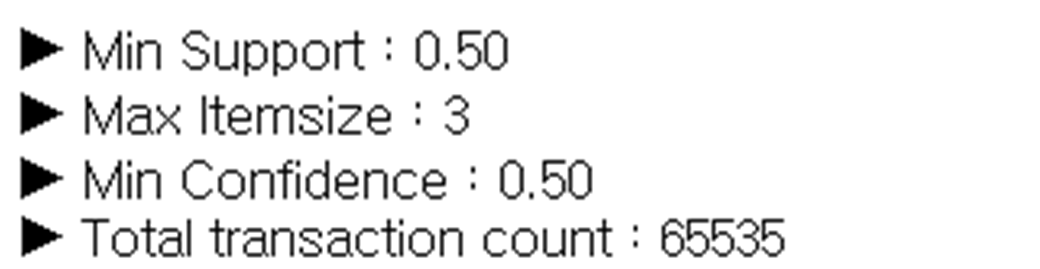 ▶ Min Support : 0.50
▶ Max Itemsize : 3
▶ Min Confidence : 0.50
▶ Total transaction count : 65535